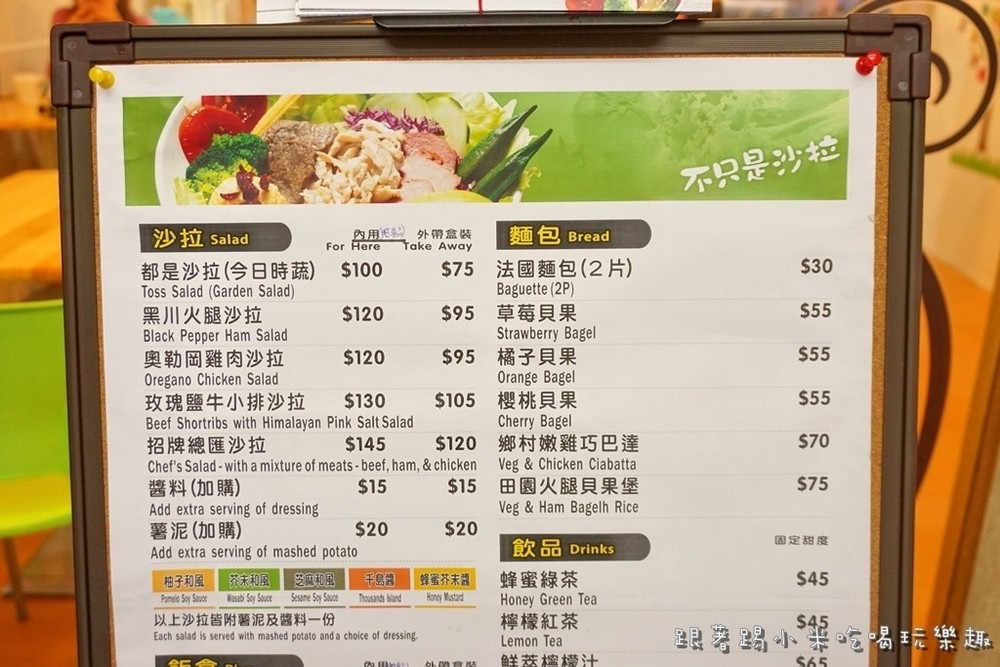 不只是沙拉
沙拉 Salad
內用 外帶盒裝
For Here Take Away
都是沙拉(今日時蔬) $100 $75
Toss Salad (Garden Salad)
黑川火腿沙拉 $120 $95
Black Pepper Ham Salad
奧勒岡雞肉沙拉 $120 $95
Oregano Chicken Salad
玫瑰鹽牛小排沙拉 $130 $105
Beef Shortribs with Himalayan Pink Salt Salad
招牌總匯沙拉 $145 $120
Chef's Salad - with a mixture of meats - beef, ham, & chicken
醬料(加購) $15 $15
Add extra serving of dressing
薯泥(加購) $20 $20
Add extra serving of mashed potato
柚子和風 芥末和風 芝麻和風 千島醬 蜂蜜芥末醬
Pomelo Soy Sauce Wasabi Soy Sauce Sesame Soy Sauce Thousands Island Honey Mustard
以上沙拉皆附薯泥及醬料一份
Each salad is served with mashed potato and a choice of dressing.
飯食
內用 外帶盒裝
麵包 Bread
法國麵包(2片) $30
Baguette (2P)
草莓貝果 $55
Strawberry Bagel
橘子貝果 $55
Orange Bagel
櫻桃貝果 $55
Cherry Bagel
鄉村嫩雞巧巴達 $70
Veg & Chicken Ciabatta
田園火腿貝果堡 $75
Veg & Ham Bagelh Rice
飲品 Drinks 固定甜度
蜂蜜綠茶 $45
Honey Green Tea
檸檬紅茶 $45
Lemon Tea
鮮萃檸檬汁 $65
跟著踢小米吃喝玩樂趣